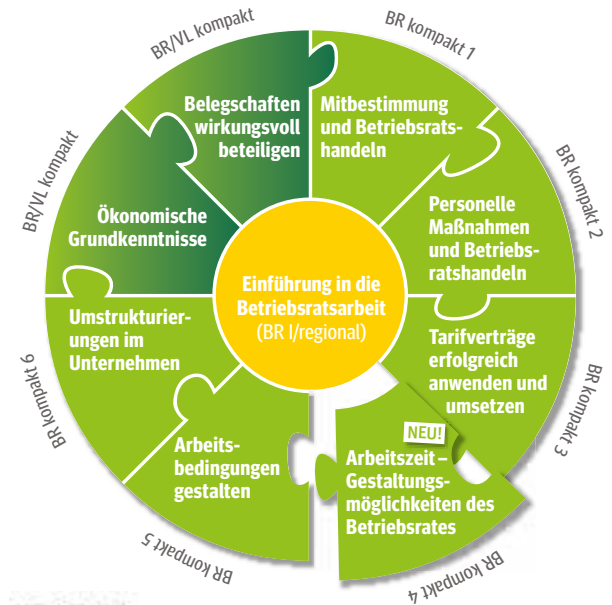 BR/VL kompakt
BR kompakt 1
Belegschaften
wirkungsvoll
beteiligen
Mitbestimmung
und Betriebsrats-
handeln
BR/VL kompakt
BR kompakt 2
Ökonomische
Grundkenntnisse
Personelle
Maßnahmen
und Betriebs-
ratshandeln
Einführung in die
Betriebsratsarbeit
(BR I/regional)
Umstrukturier-
ungen im
Unternehmen
Tarifverträge
erfolgreich
anwenden und
umsetzen
BR kompakt 6
BR kompakt 3
Arbeits-
bedingungen
gestalten
NEU!
Arbeitszeit –
Gestaltungs-
möglichkeiten des
Betriebsrates
BR kompakt 5
BR kompakt 4